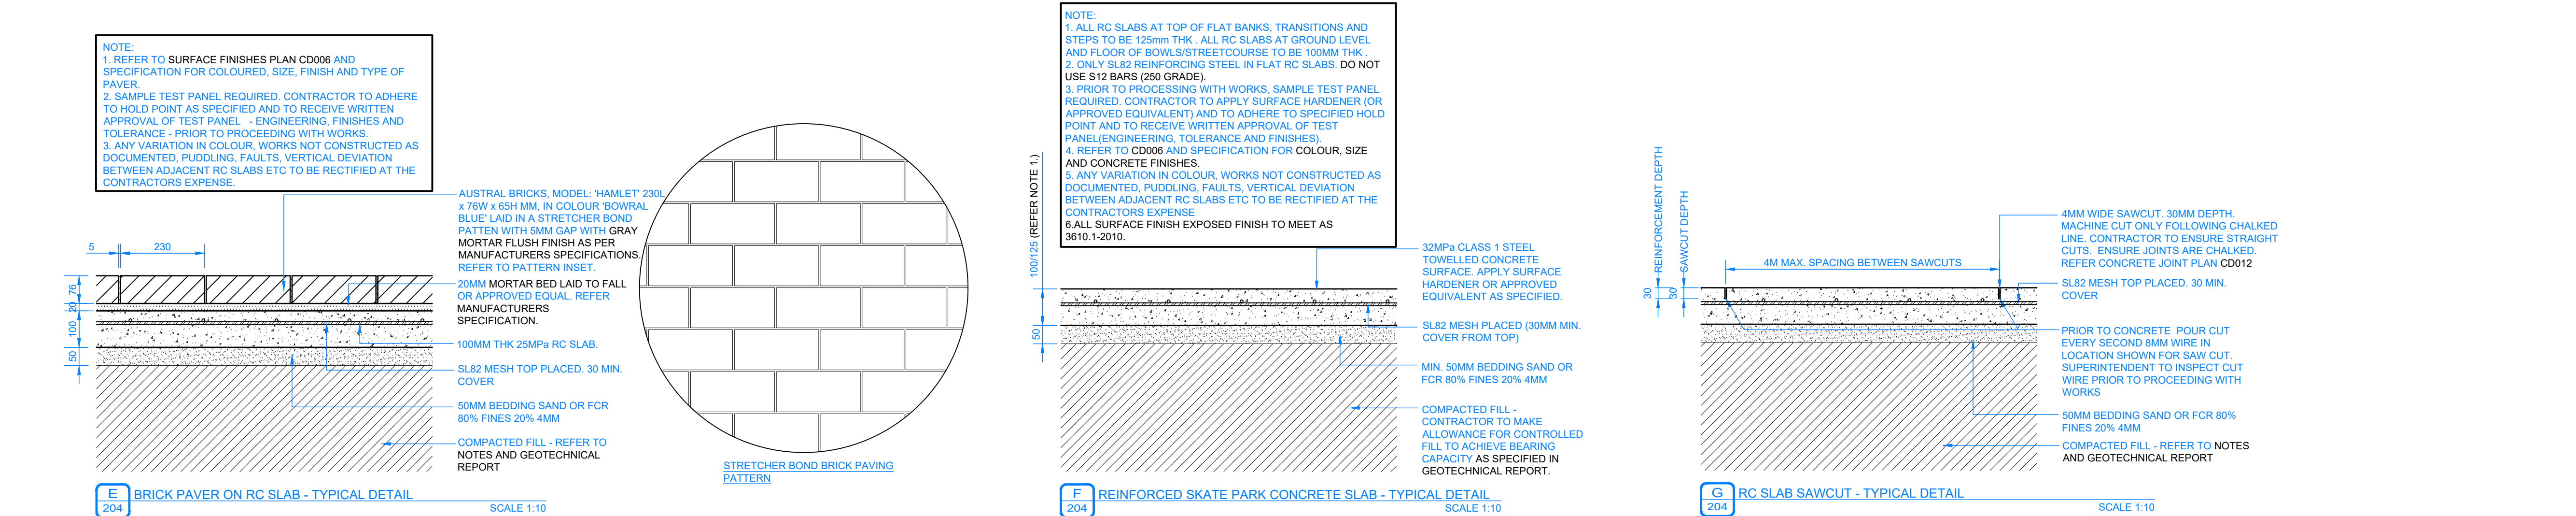 NOTE:
1. REFER TO SURFACE FINISHES PLAN CD006 AND
SPECIFICATION FOR COLOURED, SIZE, FINISH AND TYPE OF
PAVER.
2. SAMPLE TEST PANEL REQUIRED. CONTRACTOR TO ADHERE
TO HOLD POINT AS SPECIFIED AND TO RECEIVE WRITTEN
APPROVAL OF TEST PANEL - ENGINEERING, FINISHES AND
TOLERANCE - PRIOR TO PROCEEDING WITH WORKS.
3. ANY VARIATION IN COLOUR, WORKS NOT CONSTRUCTED AS
DOCUMENTED, PUDDLING, FAULTS, VERTICAL DEVIATION
BETWEEN ADJACENT RC SLABS ETC TO BE RECTIFIED AT THE
CONTRACTORS EXPENSE.
AUSTRAL BRICKS, MODEL: 'HAMLET' 230L
x 76W x 65H MM, IN COLOUR 'BOWRAL
BLUE' LAID IN A STRETCHER BOND
PATTEN WITH 5MM GAP WITH GRAY
MORTAR FLUSH FINISH AS PER
MANUFACTURERS SPECIFICATIONS.
REFER TO PATTERN INSET.
20MM MORTAR BED LAID TO FALL
OR APPROVED EQUAL. REFER
MANUFACTURERS
SPECIFICATION.
100MM THK 25MPa RC SLAB.
SL82 MESH TOP PLACED. 30 MIN.
COVER
50MM BEDDING SAND OR FCR
80% FINES 20% 4MM
COMPACTED FILL - REFER TO
NOTES AND GEOTECHNICAL
REPORT
5
230
76
20
100
50
STRETCHER BOND BRICK PAVING
PATTERN
E
204
BRICK PAVER ON RC SLAB - TYPICAL DETAIL
SCALE 1:10
NOTE:
1. ALL RC SLABS AT TOP OF FLAT BANKS, TRANSITIONS AND
STEPS TO BE 125mm THK . ALL RC SLABS AT GROUND LEVEL
AND FLOOR OF BOWLS/STREETCOURSE TO BE 100MM THK .
2. ONLY SL82 REINFORCING STEEL IN FLAT RC SLABS. DO NOT
USE S12 BARS (250 GRADE).
3. PRIOR TO PROCESSING WITH WORKS, SAMPLE TEST PANEL
REQUIRED. CONTRACTOR TO APPLY SURFACE HARDENER (OR
APPROVED EQUIVALENT) AND TO ADHERE TO SPECIFIED HOLD
POINT AND TO RECEIVE WRITTEN APPROVAL OF TEST
PANEL(ENGINEERING, TOLERANCE AND FINISHES).
4. REFER TO CD006 AND SPECIFICATION FOR COLOUR, SIZE
AND CONCRETE FINISHES.
5. ANY VARIATION IN COLOUR, WORKS NOT CONSTRUCTED AS
DOCUMENTED, PUDDLING, FAULTS, VERTICAL DEVIATION
BETWEEN ADJACENT RC SLABS ETC TO BE RECTIFIED AT THE
CONTRACTORS EXPENSE
6.ALL SURFACE FINISH EXPOSED FINISH TO MEET AS
3610.1-2010.
100/125 (REFER NOTE 1.)
50
32MPa CLASS 1 STEEL
TOWELLED CONCRETE
SURFACE. APPLY SURFACE
HARDENER OR APPROVED
EQUIVALENT AS SPECIFIED.
SL82 MESH PLACED (30MM MIN.
COVER FROM TOP)
MIN. 50MM BEDDING SAND OR
FCR 80% FINES 20% 4MM
COMPACTED FILL -
CONTRACTOR TO MAKE
ALLOWANCE FOR CONTROLLED
FILL TO ACHIEVE BEARING
CAPACITY AS SPECIFIED IN
GEOTECHNICAL REPORT.
F
204
REINFORCED SKATE PARK CONCRETE SLAB - TYPICAL DETAIL
SCALE 1:10
REINFORCEMENT DEPTH
SAWCUT DEPTH
30
30
4M MAX. SPACING BETWEEN SAWCUTS
4MM WIDE SAWCUT. 30MM DEPTH.
MACHINE CUT ONLY FOLLOWING CHALKED
LINE. CONTRACTOR TO ENSURE STRAIGHT
CUTS. ENSURE JOINTS ARE CHALKED.
REFER CONCRETE JOINT PLAN CD012
SL82 MESH TOP PLACED. 30 MIN.
COVER
PRIOR TO CONCRETE POUR CUT
EVERY SECOND 8MM WIRE IN
LOCATION SHOWN FOR SAW CUT.
SUPERINTENDENT TO INSPECT CUT
WIRE PRIOR TO PROCEEDING WITH
WORKS
50MM BEDDING SAND OR FCR 80%
FINES 20% 4MM
COMPACTED FILL - REFER TO NOTES
AND GEOTECHNICAL REPORT
G
204
RC SLAB SAWCUT - TYPICAL DETAIL
SCALE 1:10